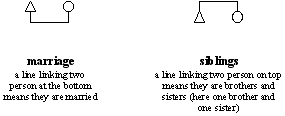 marriage
a line linking two
person at the bottom
means they are married
siblings
a line linking two person on top
means they are brothers and
sisters (here one brother and
one sister)